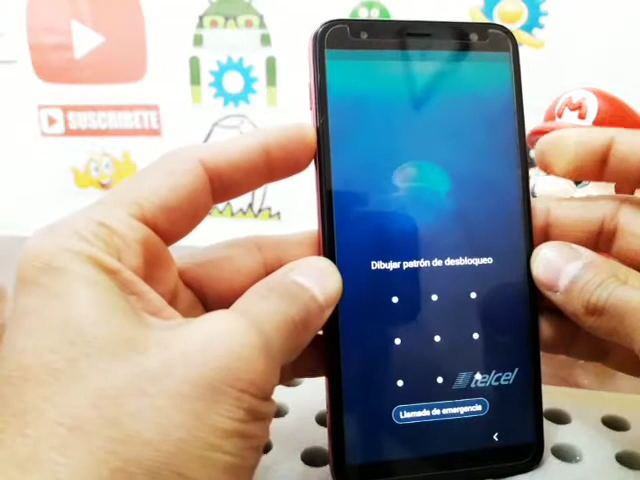 SUSCRIBETE
Dibujar patrón de desbloqueo
telcel
Llamada de emergencia